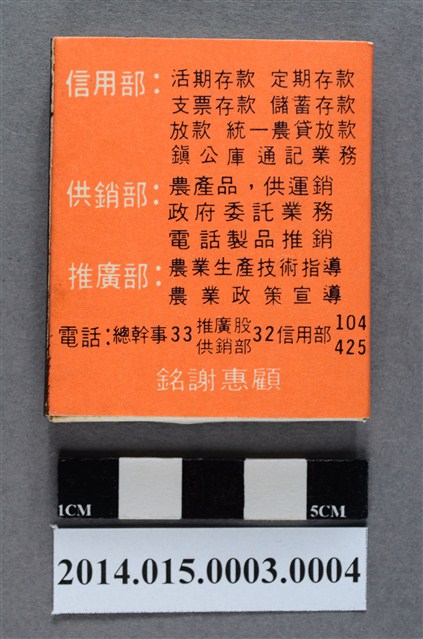 信用部：活期存款 定期存款
支票存款 儲蓄存款
放款 統一農貸放款
鎭公庫通記業務
供銷部：農產品，供運銷
政府委託業務
電話製品推銷
推廣部：農業生產技術指導
農業政策宣導
電話：總幹事33 推廣股 供銷部 32 信用部 104 425
銘謝惠顧
1CM 5CM
2014.015.0003.0004